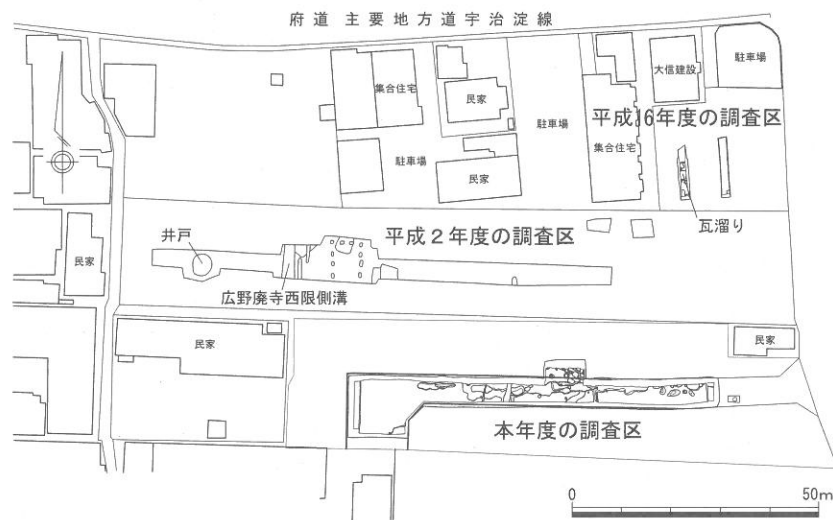 府道 主要地方道宇治淀線
集合住宅
民家
駐車場
大信建設
駐車場
平成16年度の調査区
集合住宅
駐車場
民家
瓦溜り
井戸
平成2年度の調査区
民家
広野廃寺西限側溝
民家
民家
本年度の調査区
0 50m